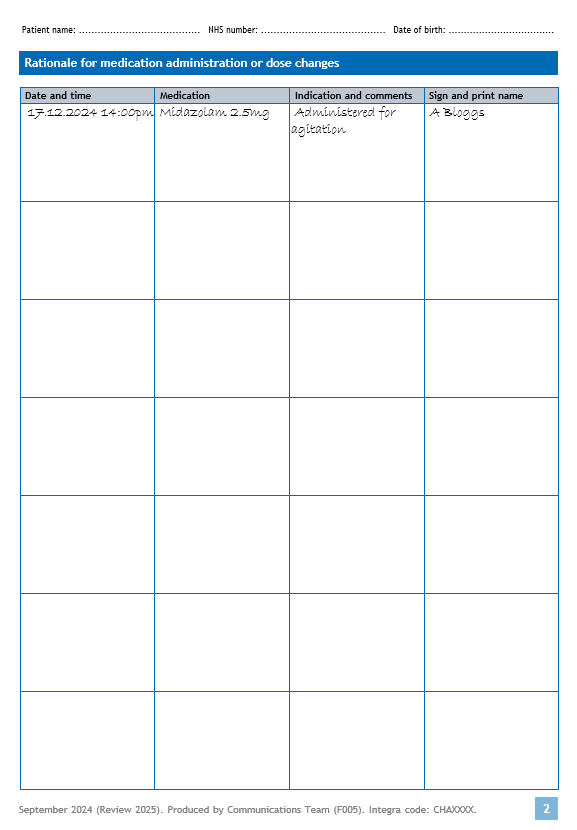 Patient name: ...................................... NHS number: ....................................... Date of birth: .................................
Rationale for medication administration or dose changes
Date and time Medication Indication and comments Sign and print name
17.12.2024 14:00pm Midazolam 2.5mg Administered for A Bloggs
agitation
September 2024 (Review 2025). Produced by Communications Team (F005). Integra code: CHAXXXX. 2